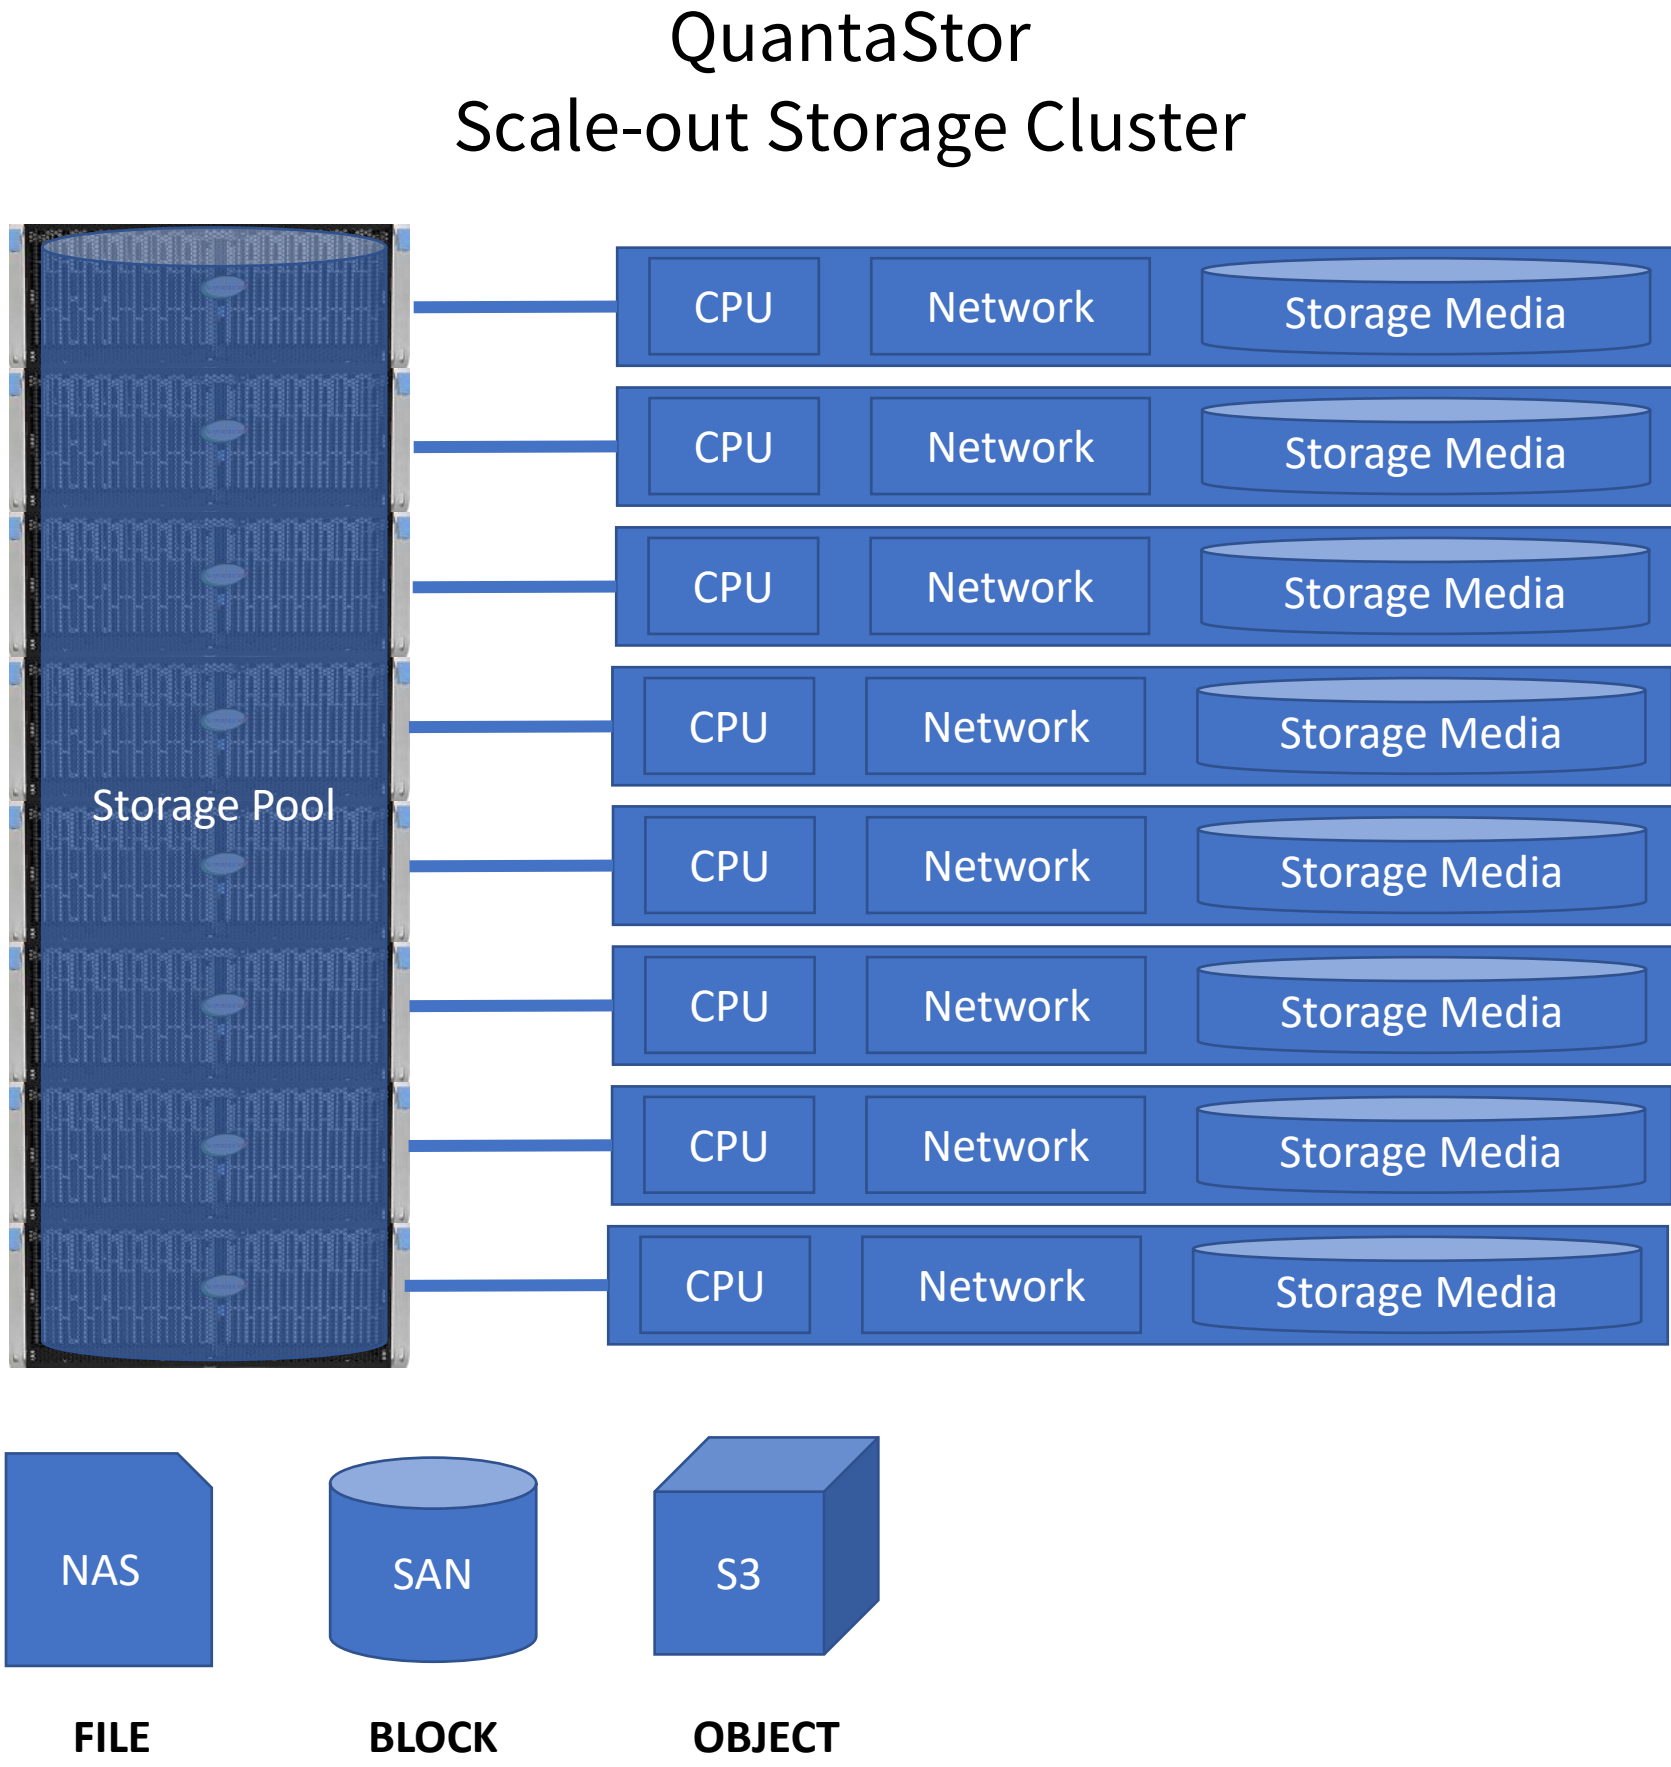 QuantaStor
Scale-out Storage Cluster
CPU Network Storage Media
CPU Network Storage Media
CPU Network Storage Media
CPU Network Storage Media
Storage Pool
CPU Network Storage Media
CPU Network Storage Media
CPU Network Storage Media
CPU Network Storage Media
NAS SAN S3
FILE BLOCK OBJECT